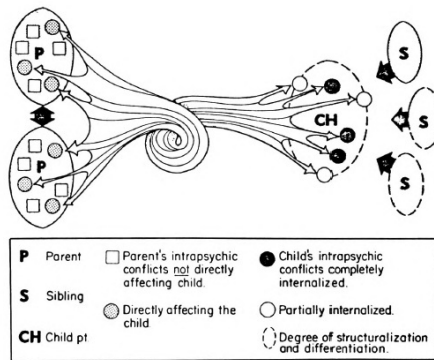 P
P
CH
S
S
S
P Parent
S Sibling
CH Child pt.
Parent's intrapsychic
conflicts not directly
affecting child.
Directly affecting the
child.
Child's intrapsychic
conflicts completely
internalized.
Partially internalized.
Degree of structuralization
and differentiation.